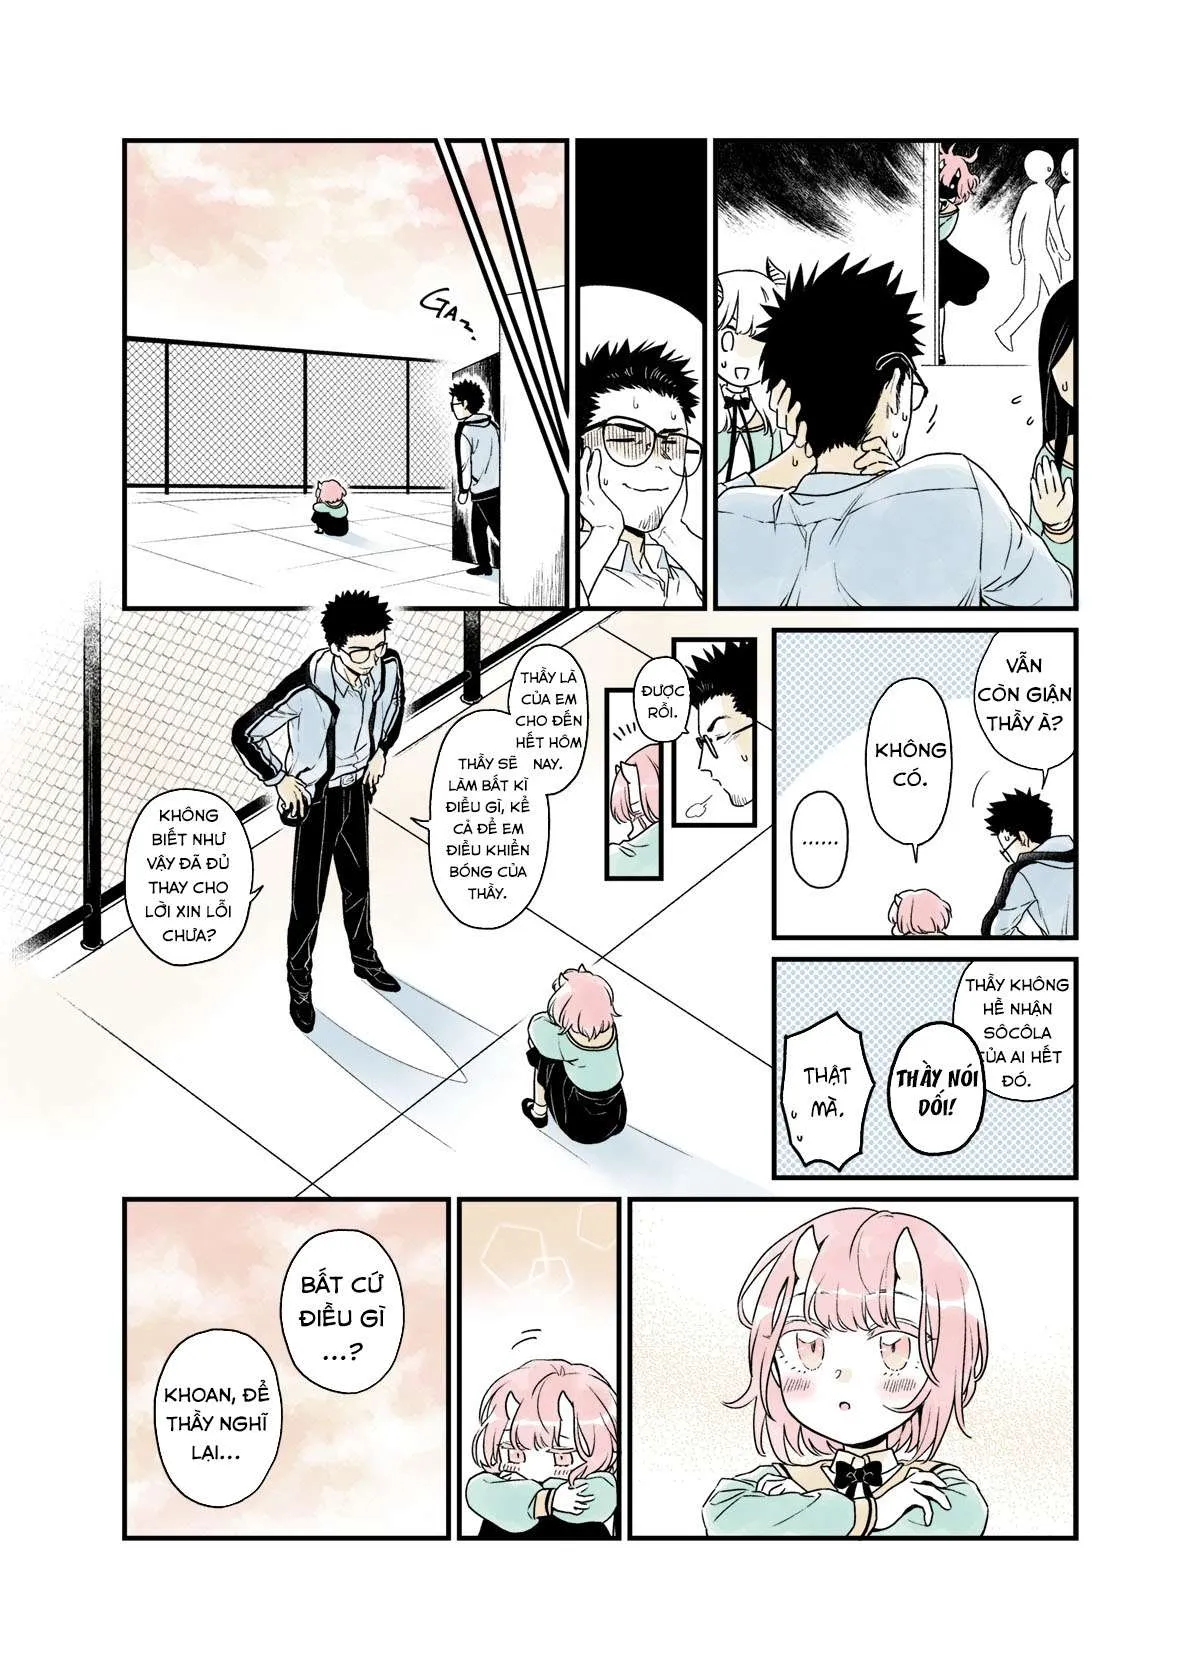 GA
VẪN
CÒN GIẬN
THẦY À?
KHÔNG
CÓ.
......
THẦY KHÔNG
HỀ NHẬN
SÔCÔLA
CỦA AI HẾT
ĐÓ.
THẦY NÓI
DỐI!
THẬT
MÀ.
ĐƯỢC
RỒI.
THẦY LÀ
CỦA EM
CHO ĐẾN
HẾT HÔM
NAY.
THẦY SẼ
LÀM BẤT KÌ
ĐIỀU GÌ, KỂ
CẢ ĐỂ EM
ĐIỀU KHIỂN
BÓNG CỦA
THẦY.
KHÔNG
BIẾT NHƯ
VẬY ĐÃ ĐỦ
THAY CHO
LỜI XIN LỖI
CHƯA?
BẤT CỨ
ĐIỀU GÌ
...?
KHOAN, ĐỂ
THẦY NGHĨ
LẠI...